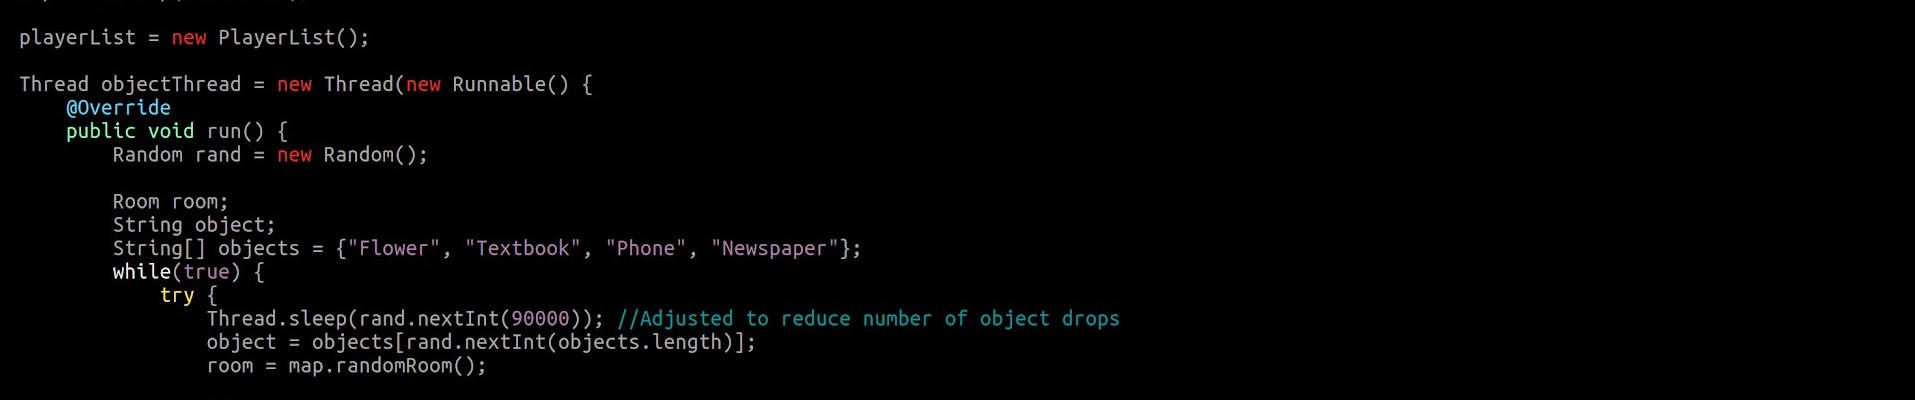 playerList = new PlayerList();
Thread objectThread = new Thread(new Runnable() {
@Override
public void run() {
Random rand = new Random();
Room room;
String object;
String[] objects = {"Flower", "Textbook", "Phone", "Newspaper"};
while(true) {
try {
Thread.sleep(rand.nextInt(90000)); //Adjusted to reduce number of object drops
object = objects[rand.nextInt(objects.length)];
room = map.randomRoom();